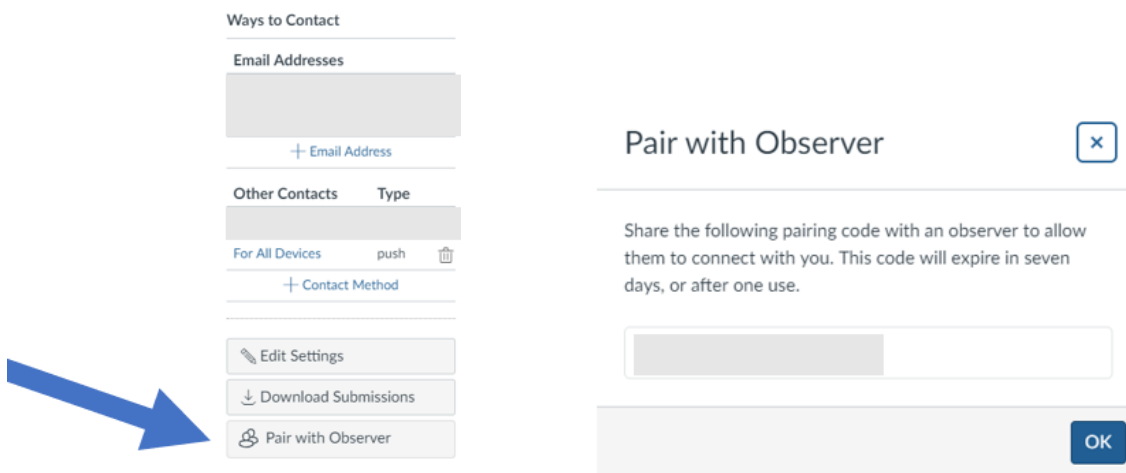 Ways to Contact
Email Addresses
+ Email Address
Other Contacts Type
For All Devices push
+ Contact Method
Edit Settings
Download Submissions
Pair with Observer
Pair with Observer
Share the following pairing code with an observer to allow
them to connect with you. This code will expire in seven
days, or after one use.
OK